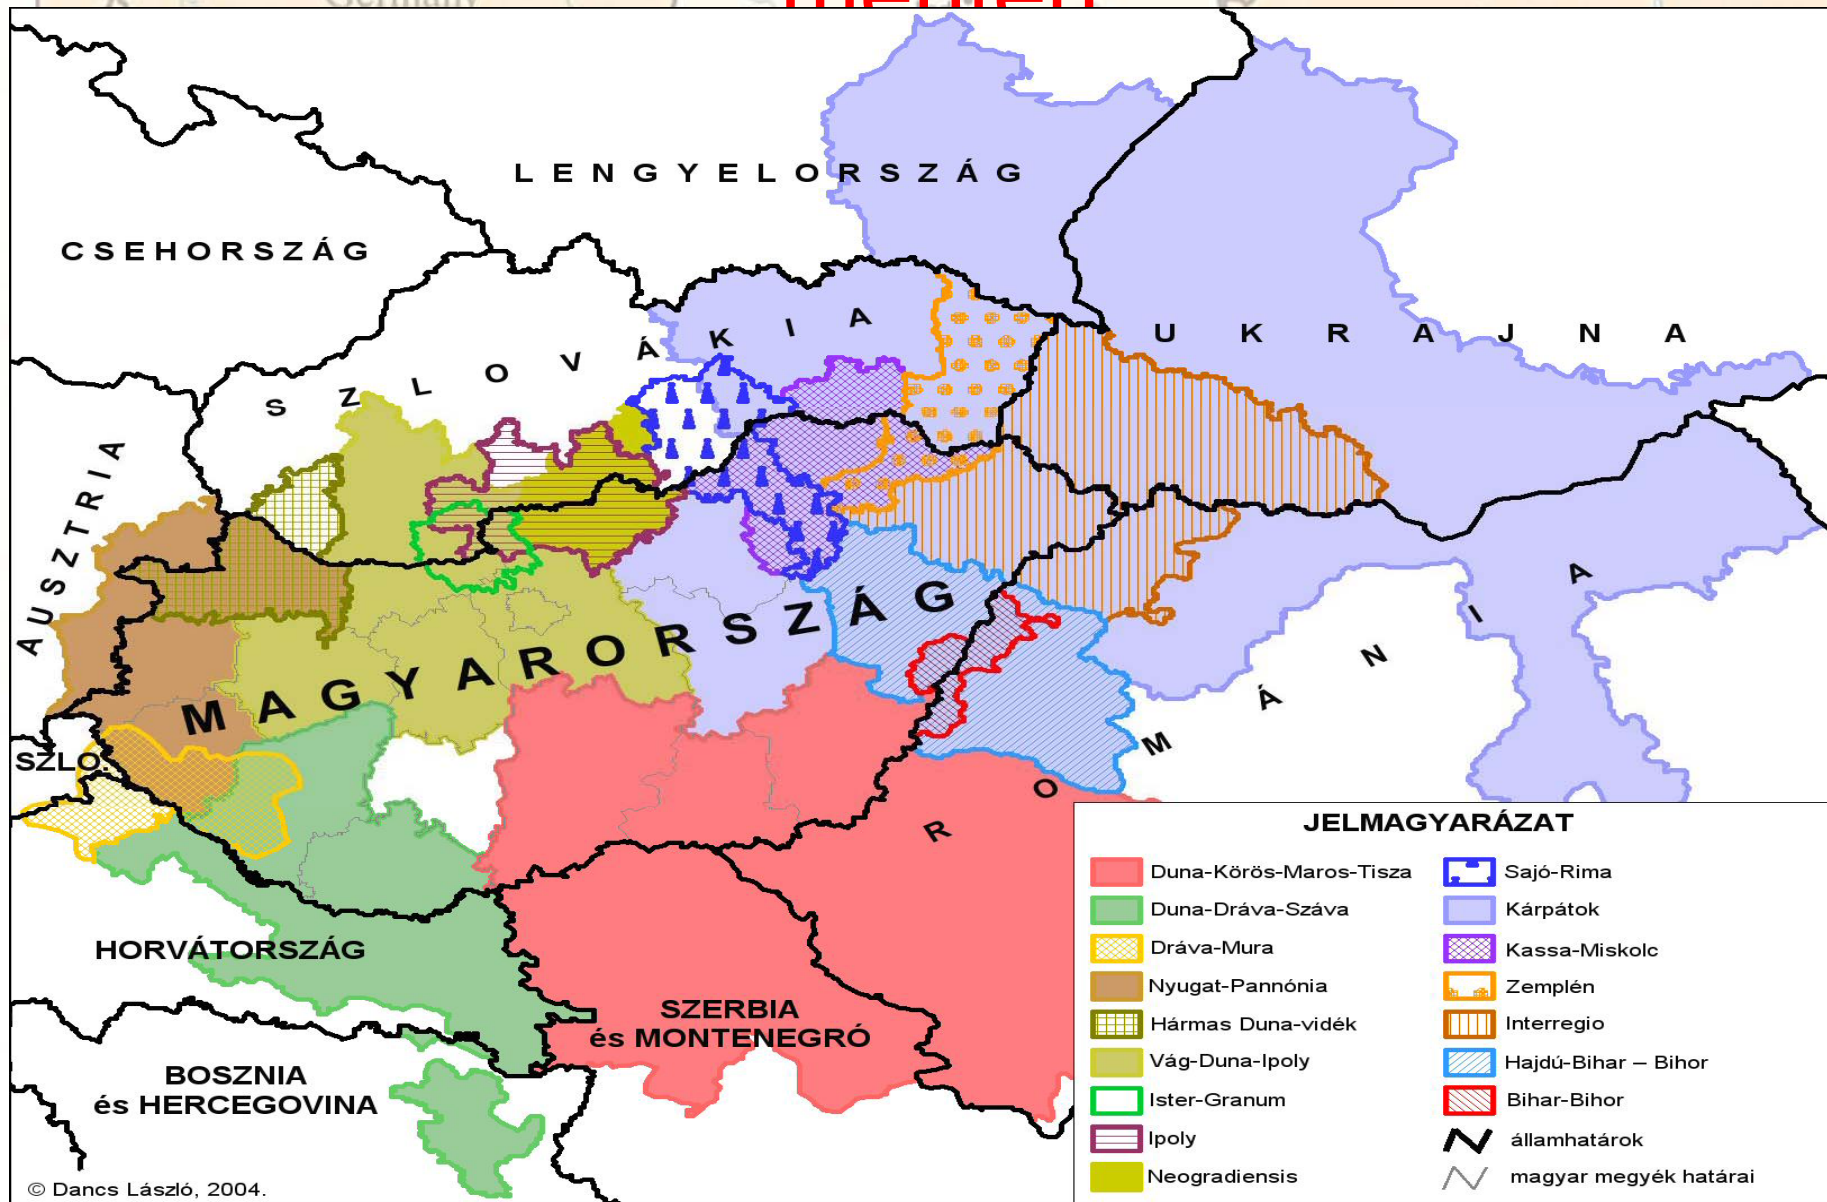 Germany
mentén
LENGYELORSZÁG
CSEHORSZÁG
SZLOVÁKIA
UKRAJNA
AUSZTRIA
MAGYARORSZÁG
ROMÁNIA
SZLO.
HORVÁTORSZÁG
SZERBIA
és MONTENEGRÓ
BOSZNIA
és HERCEGOVINA
© Dancs László, 2004.
JELMAGYARÁZAT
Duna-Körös-Maros-Tisza
Duna-Dráva-Száva
Dráva-Mura
Nyugat-Pannónia
Hármas Duna-vidék
Vág-Duna-Ipoly
Ister-Granum
Ipoly
Neogradiensis
Sajó-Rima
Kárpátok
Kassa-Miskolc
Zemplén
Interregio
Hajdú-Bihar – Bihor
Bihar-Bihor
államhatárok
magyar megyék határai